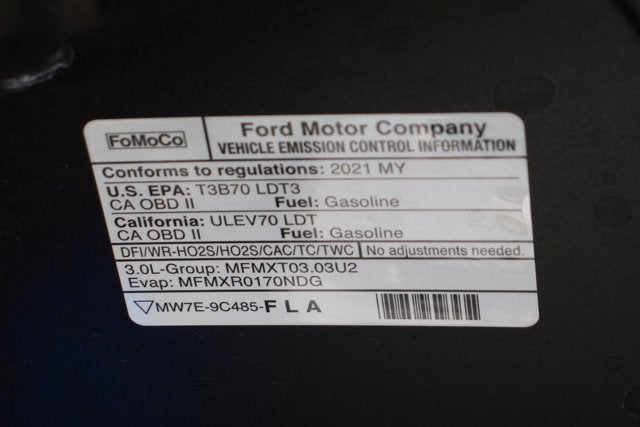 FoMoCo
Ford Motor Company
VEHICLE EMISSION CONTROL INFORMATION
Conforms to regulations: 2021 MY
U.S. EPA: T3B70 LDT3
CA OBD II Fuel: Gasoline
California: ULEV70 LDT
CA OBD II Fuel: Gasoline
DFI/WR-HO2S/HO2S/CAC/TC/TWC No adjustments needed.
3.0L-Group: MFMXT03.03U2
Evap: MFMXR0170NDG
MW7E-9C485-FLA